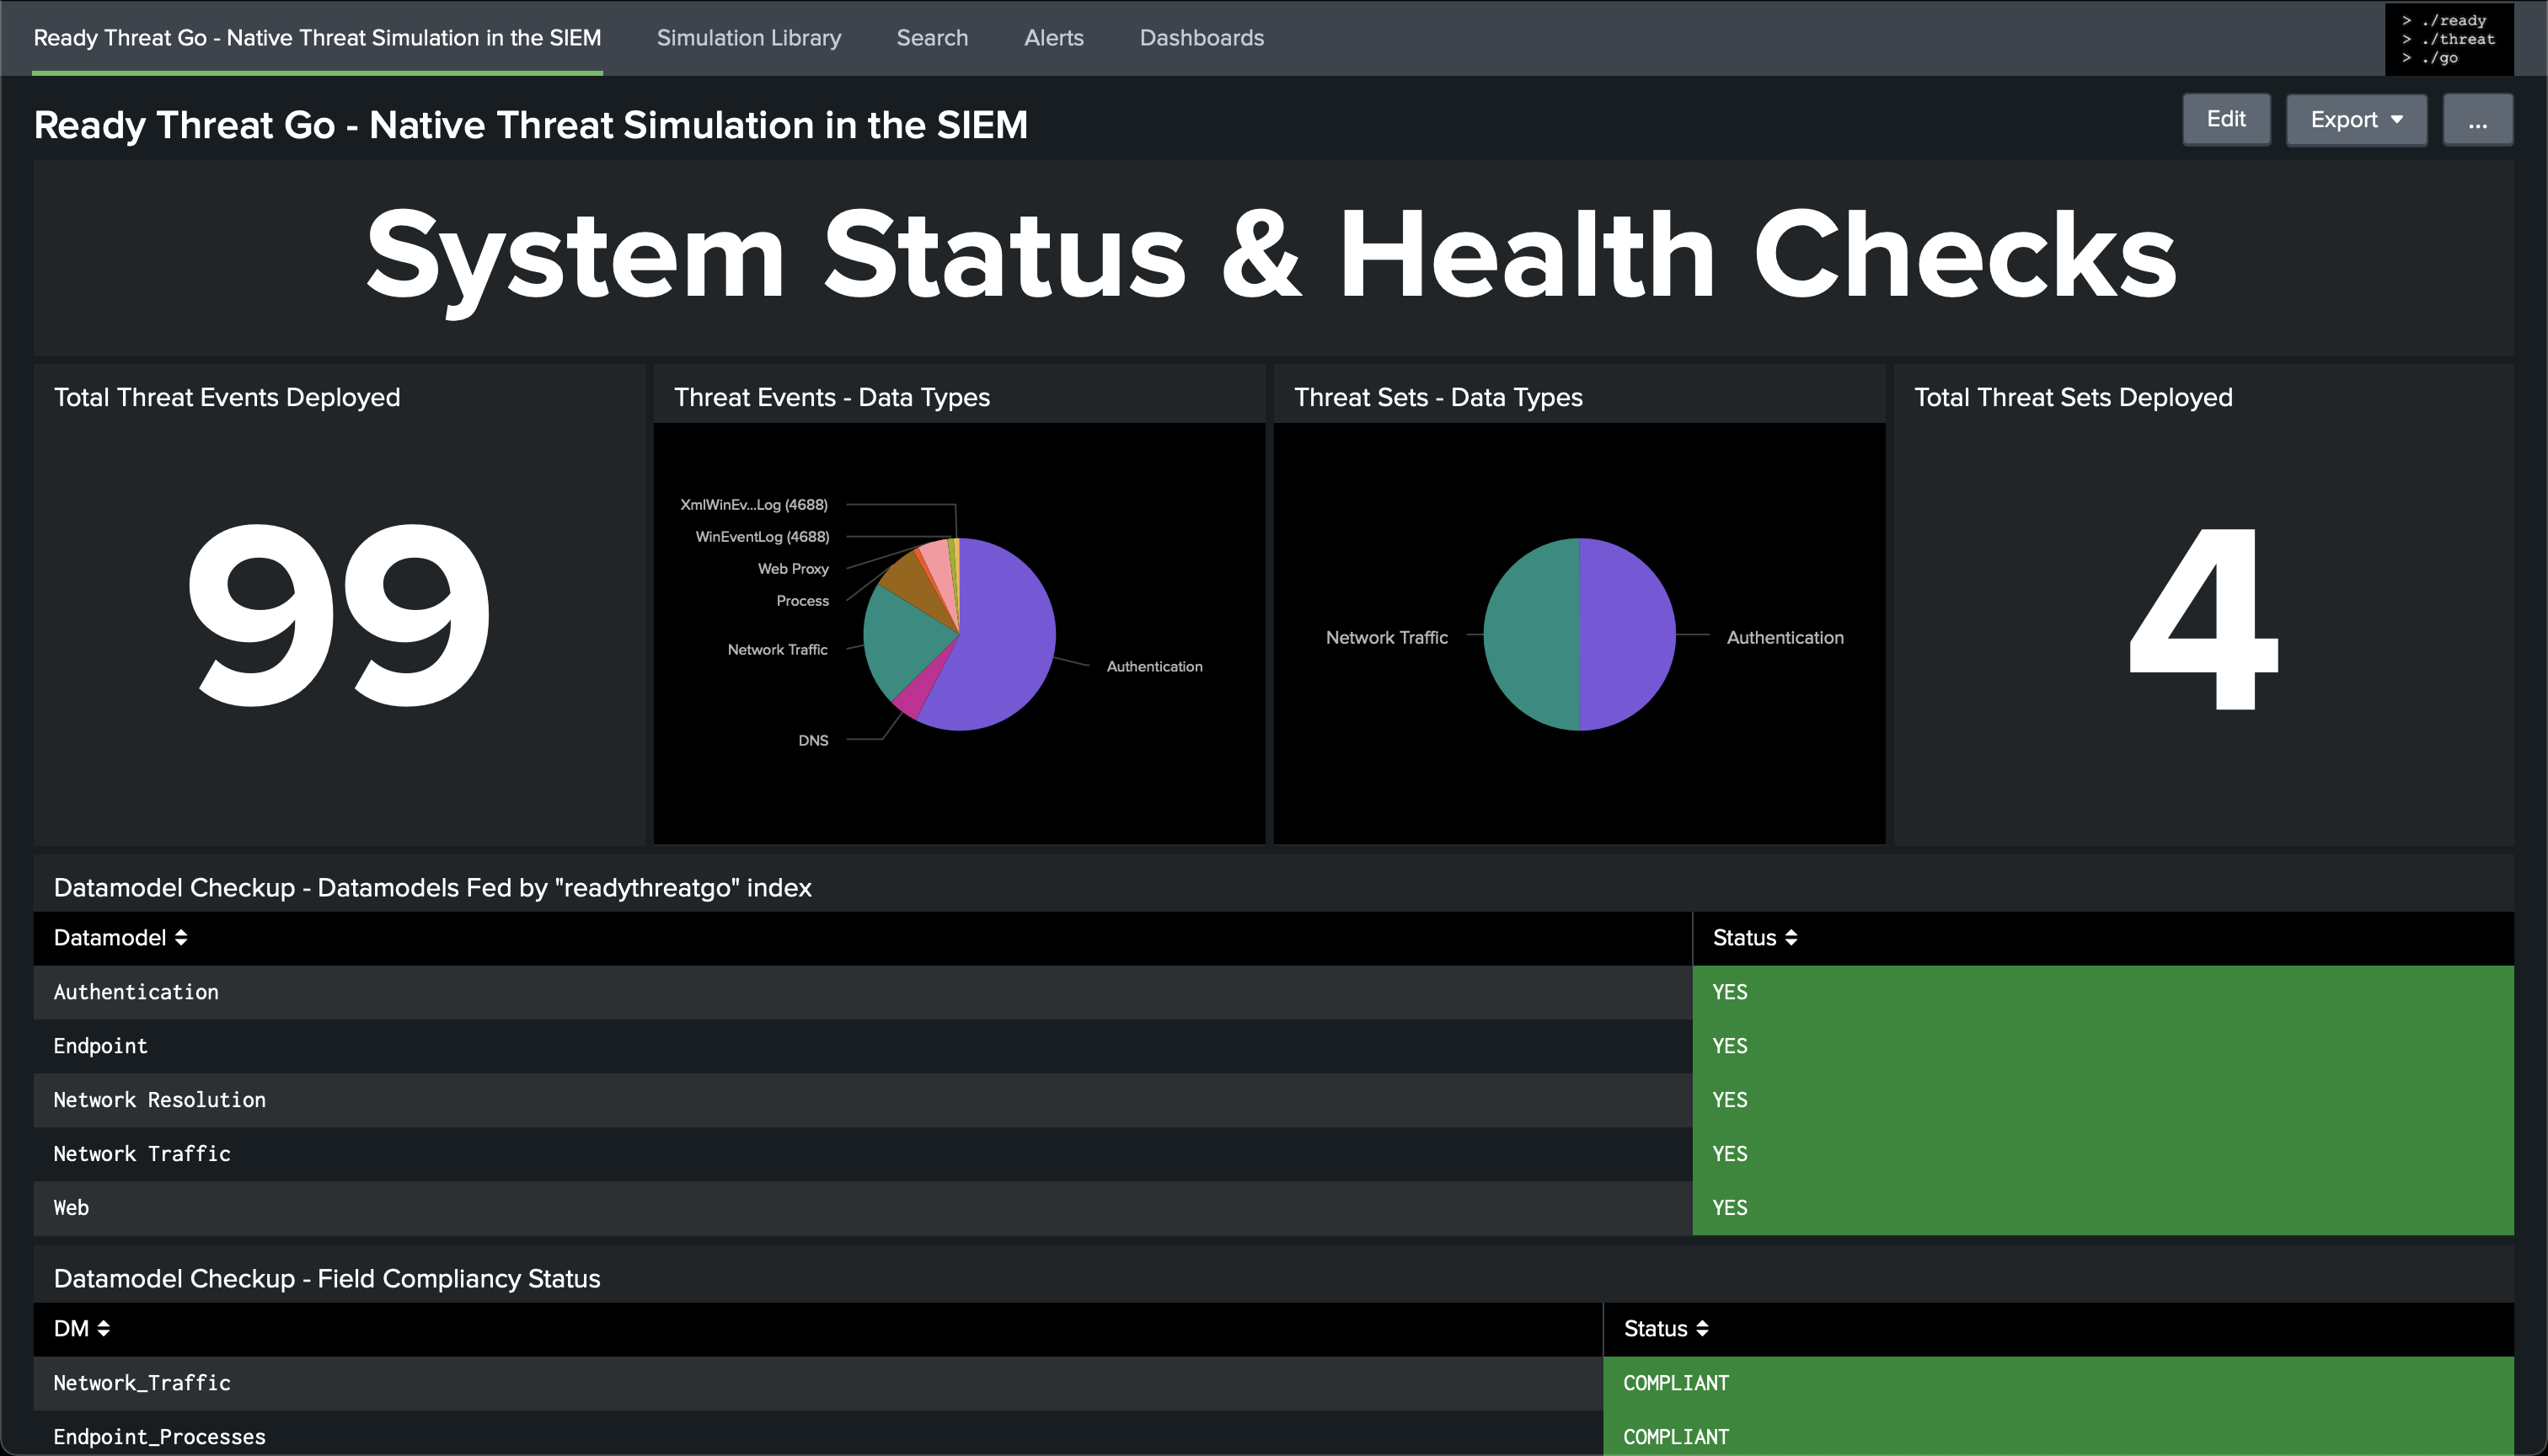 Ready Threat Go - Native Threat Simulation in the SIEM
Simulation Library
Search
Alerts
Dashboards
> ./ready
> ./threat
> ./go
Ready Threat Go - Native Threat Simulation in the SIEM
Edit
Export
...
System Status & Health Checks
Total Threat Events Deployed
99
Threat Events - Data Types
XmlWinEv...Log (4688)
WinEventLog (4688)
Web Proxy
Process
Network Traffic
DNS
Authentication
Threat Sets - Data Types
Network Traffic
Authentication
Total Threat Sets Deployed
4
Datamodel Checkup - Datamodels Fed by "readythreatgo" index
Datamodel
Status
Authentication
YES
Endpoint
YES
Network Resolution
YES
Network Traffic
YES
Web
YES
Datamodel Checkup - Field Compliancy Status
DM
Status
Network_Traffic
COMPLIANT
Endpoint_Processes
COMPLIANT